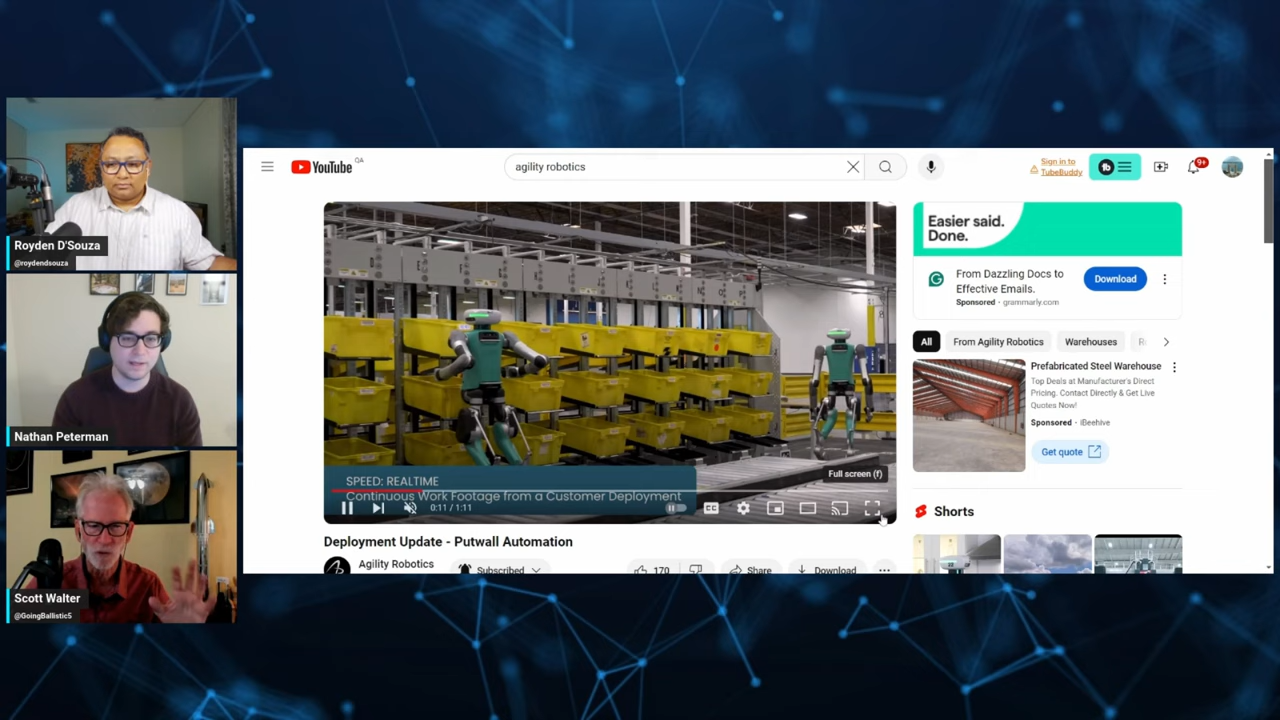 Royden D'Souza
@roydendsouza
Nathan Peterman
Scott Walter
@GoingBallistic5
YouTube QA
agility robotics
Sign in to
TubeBuddy
tb
9+
SPEED: REALTIME
Continuous Work Footage from a Customer Deployment
Full screen (f)
0:11 / 1:11
CC
Deployment Update - Putwall Automation
Agility Robotics
Subscribed
170
Share
Download
Easier said.
Done.
From Dazzling Docs to
Effective Emails.
Sponsored · grammarly.com
Download
All
From Agility Robotics
Warehouses
Prefabricated Steel Warehouse
Top Deals at Manufacturer's Direct
Pricing. Contact Directly & Get Live
Quotes Now!
Sponsored · iBeehive
Get quote
Shorts